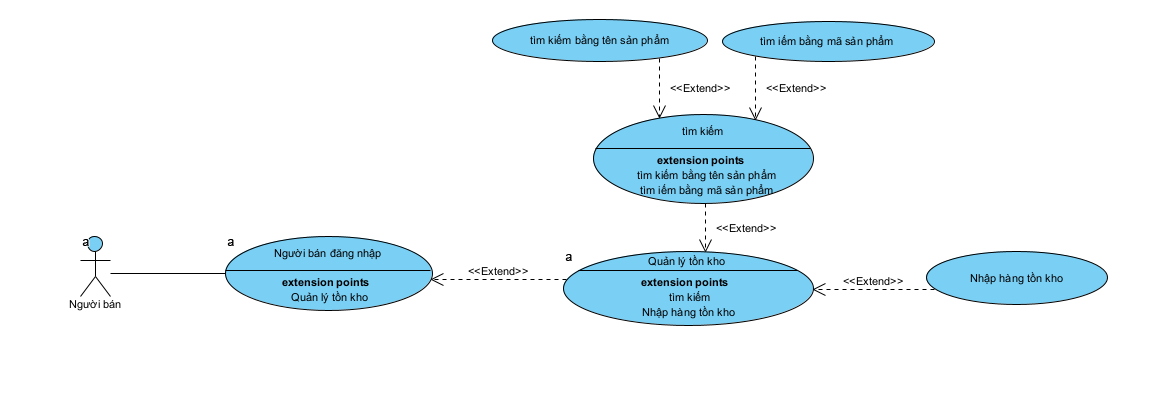 tìm kiếm bằng tên sản phẩm
tìm iếm bằng mã sản phẩm
<<Extend>>
<<Extend>>
tìm kiếm
extension points
tìm kiếm bằng tên sản phẩm
tìm iếm bằng mã sản phẩm
<<Extend>>
a
Người bán
a
Người bán đăng nhập
extension points
Quản lý tồn kho
<<Extend>>
a
Quản lý tồn kho
extension points
tìm kiếm
Nhập hàng tồn kho
<<Extend>>
Nhập hàng tồn kho